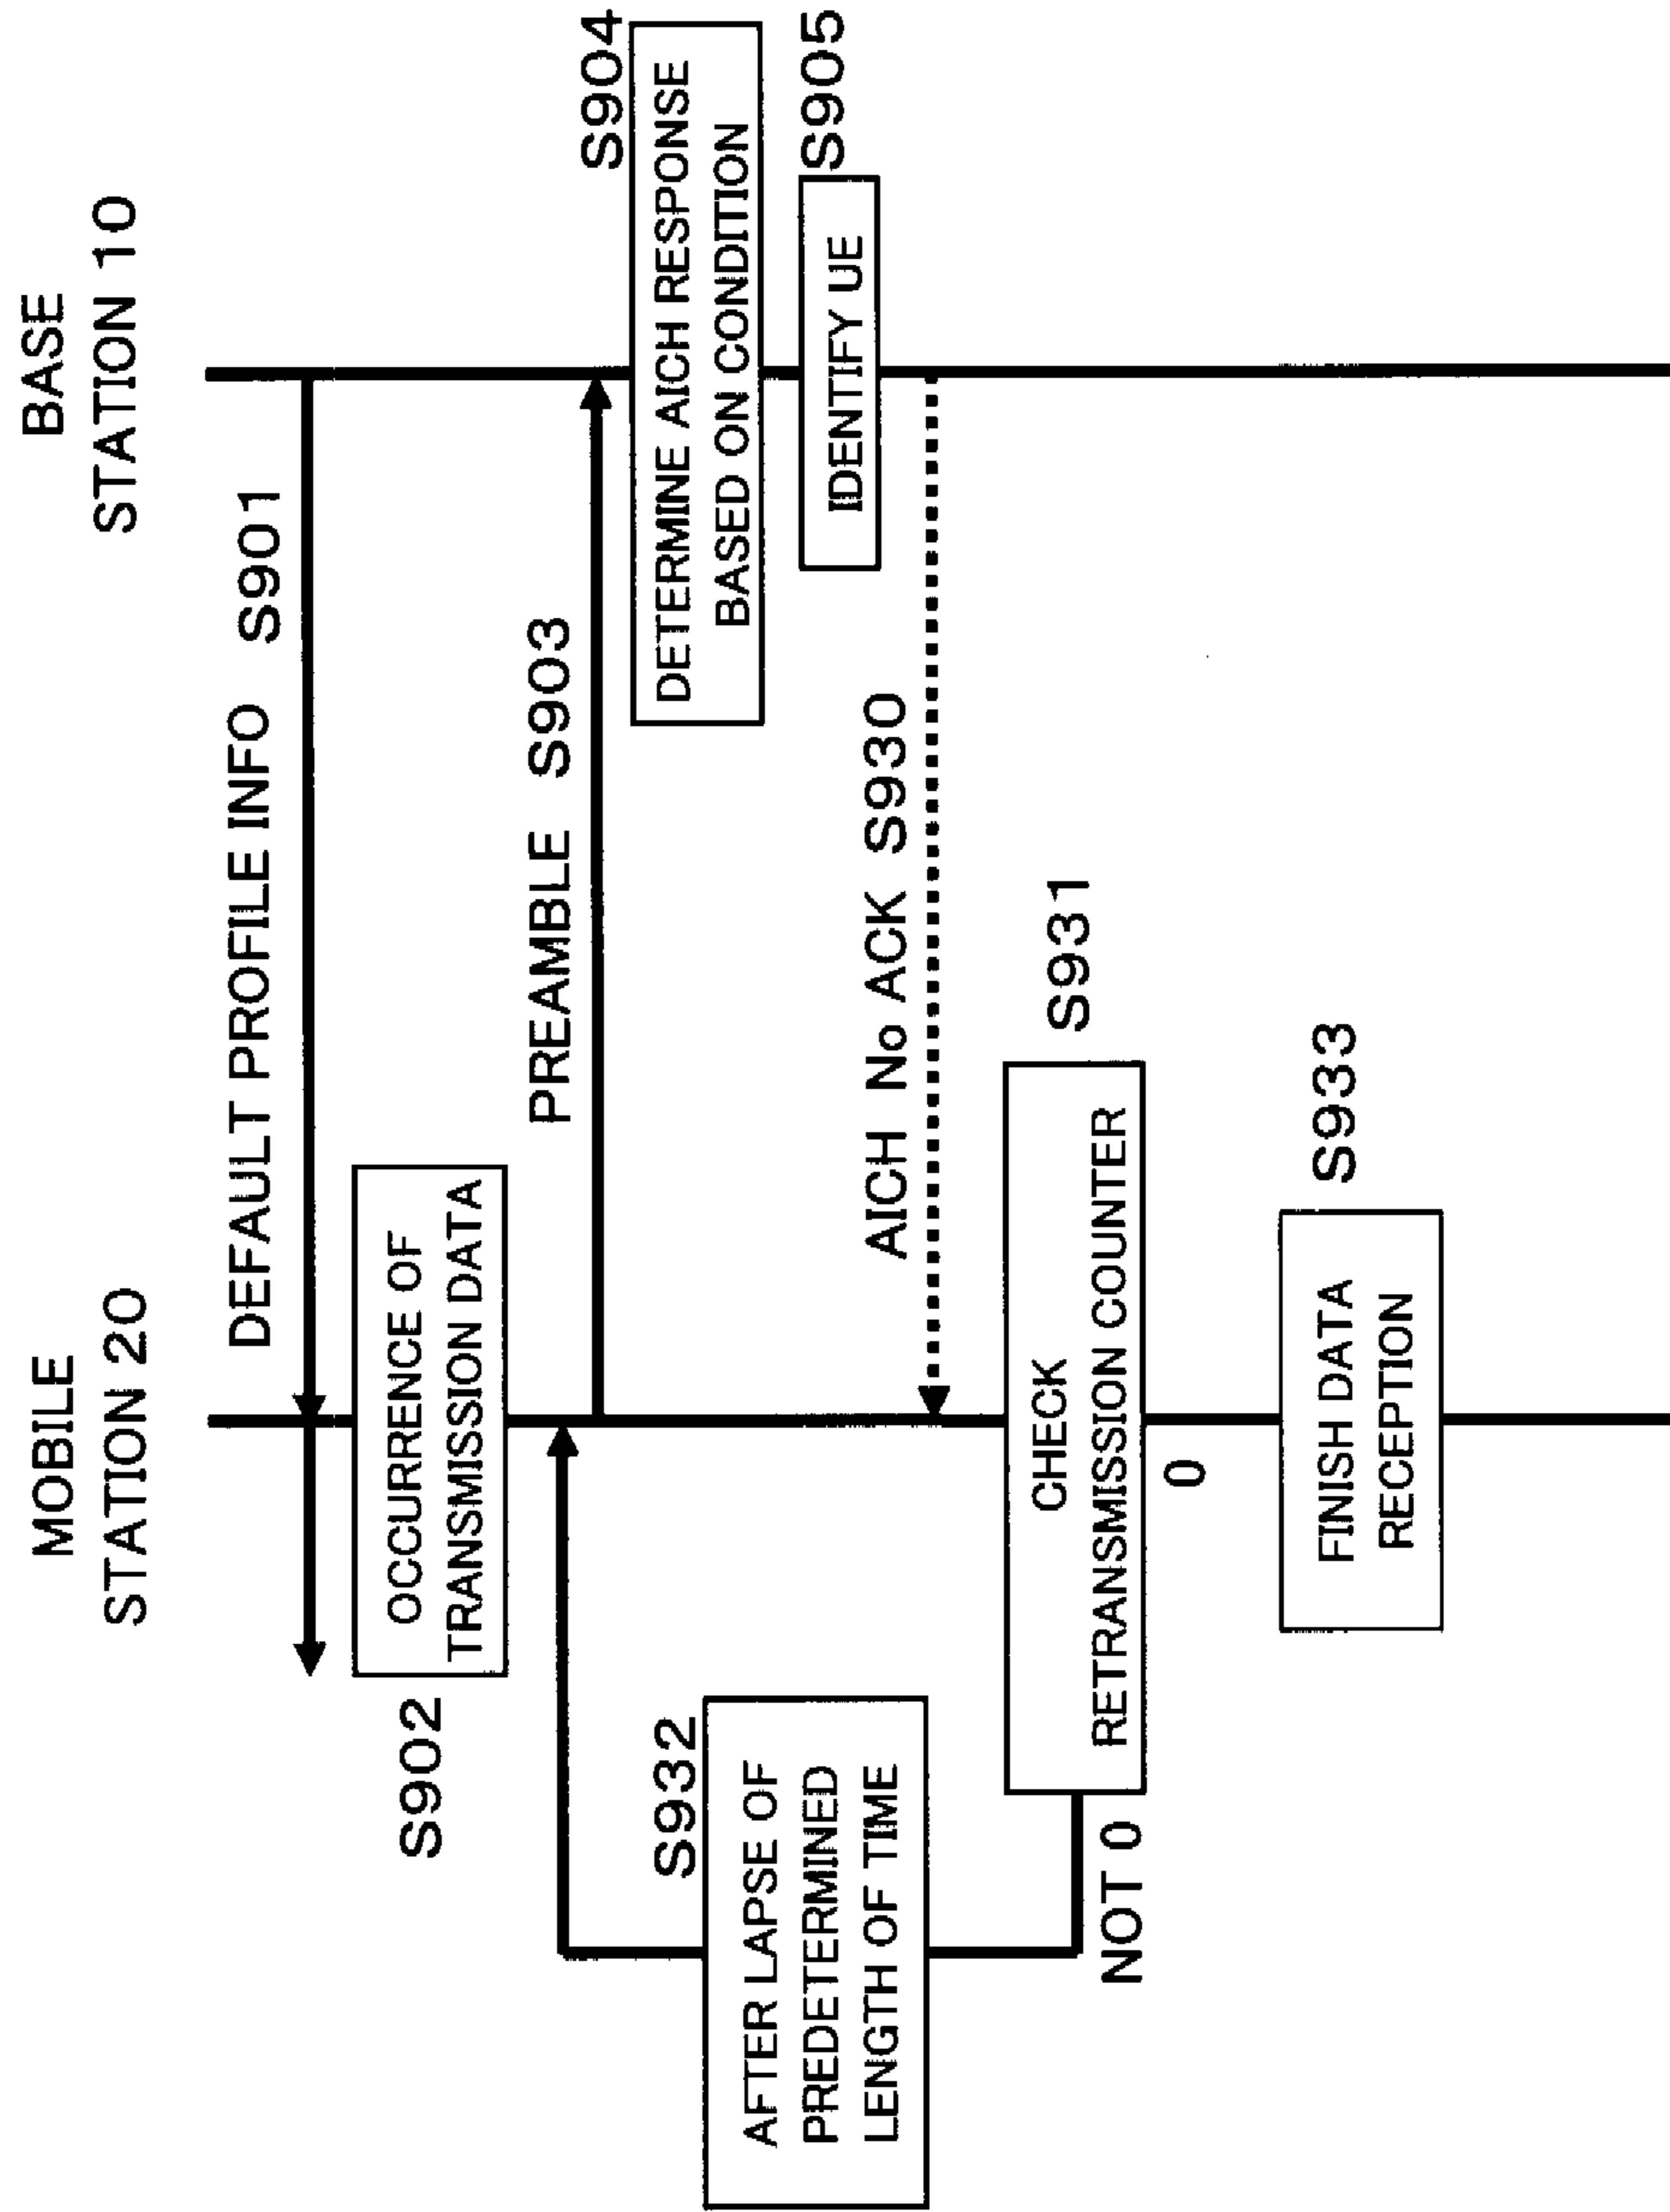 MOBILE
STATION 20
BASE
STATION 10
DEFAULT PROFILE INFO S901
S902
OCCURRENCE OF
TRANSMISSION DATA
PREAMBLE S903
S904
DETERMINE AICH RESPONSE
BASED ON CONDITION
S905
IDENTIFY UE
S932
AFTER LAPSE OF
PREDETERMINED
LENGTH OF TIME
AICH No ACK S930
S931
CHECK
RETRANSMISSION COUNTER
NOT 0
0
S933
FINISH DATA
RECEPTION